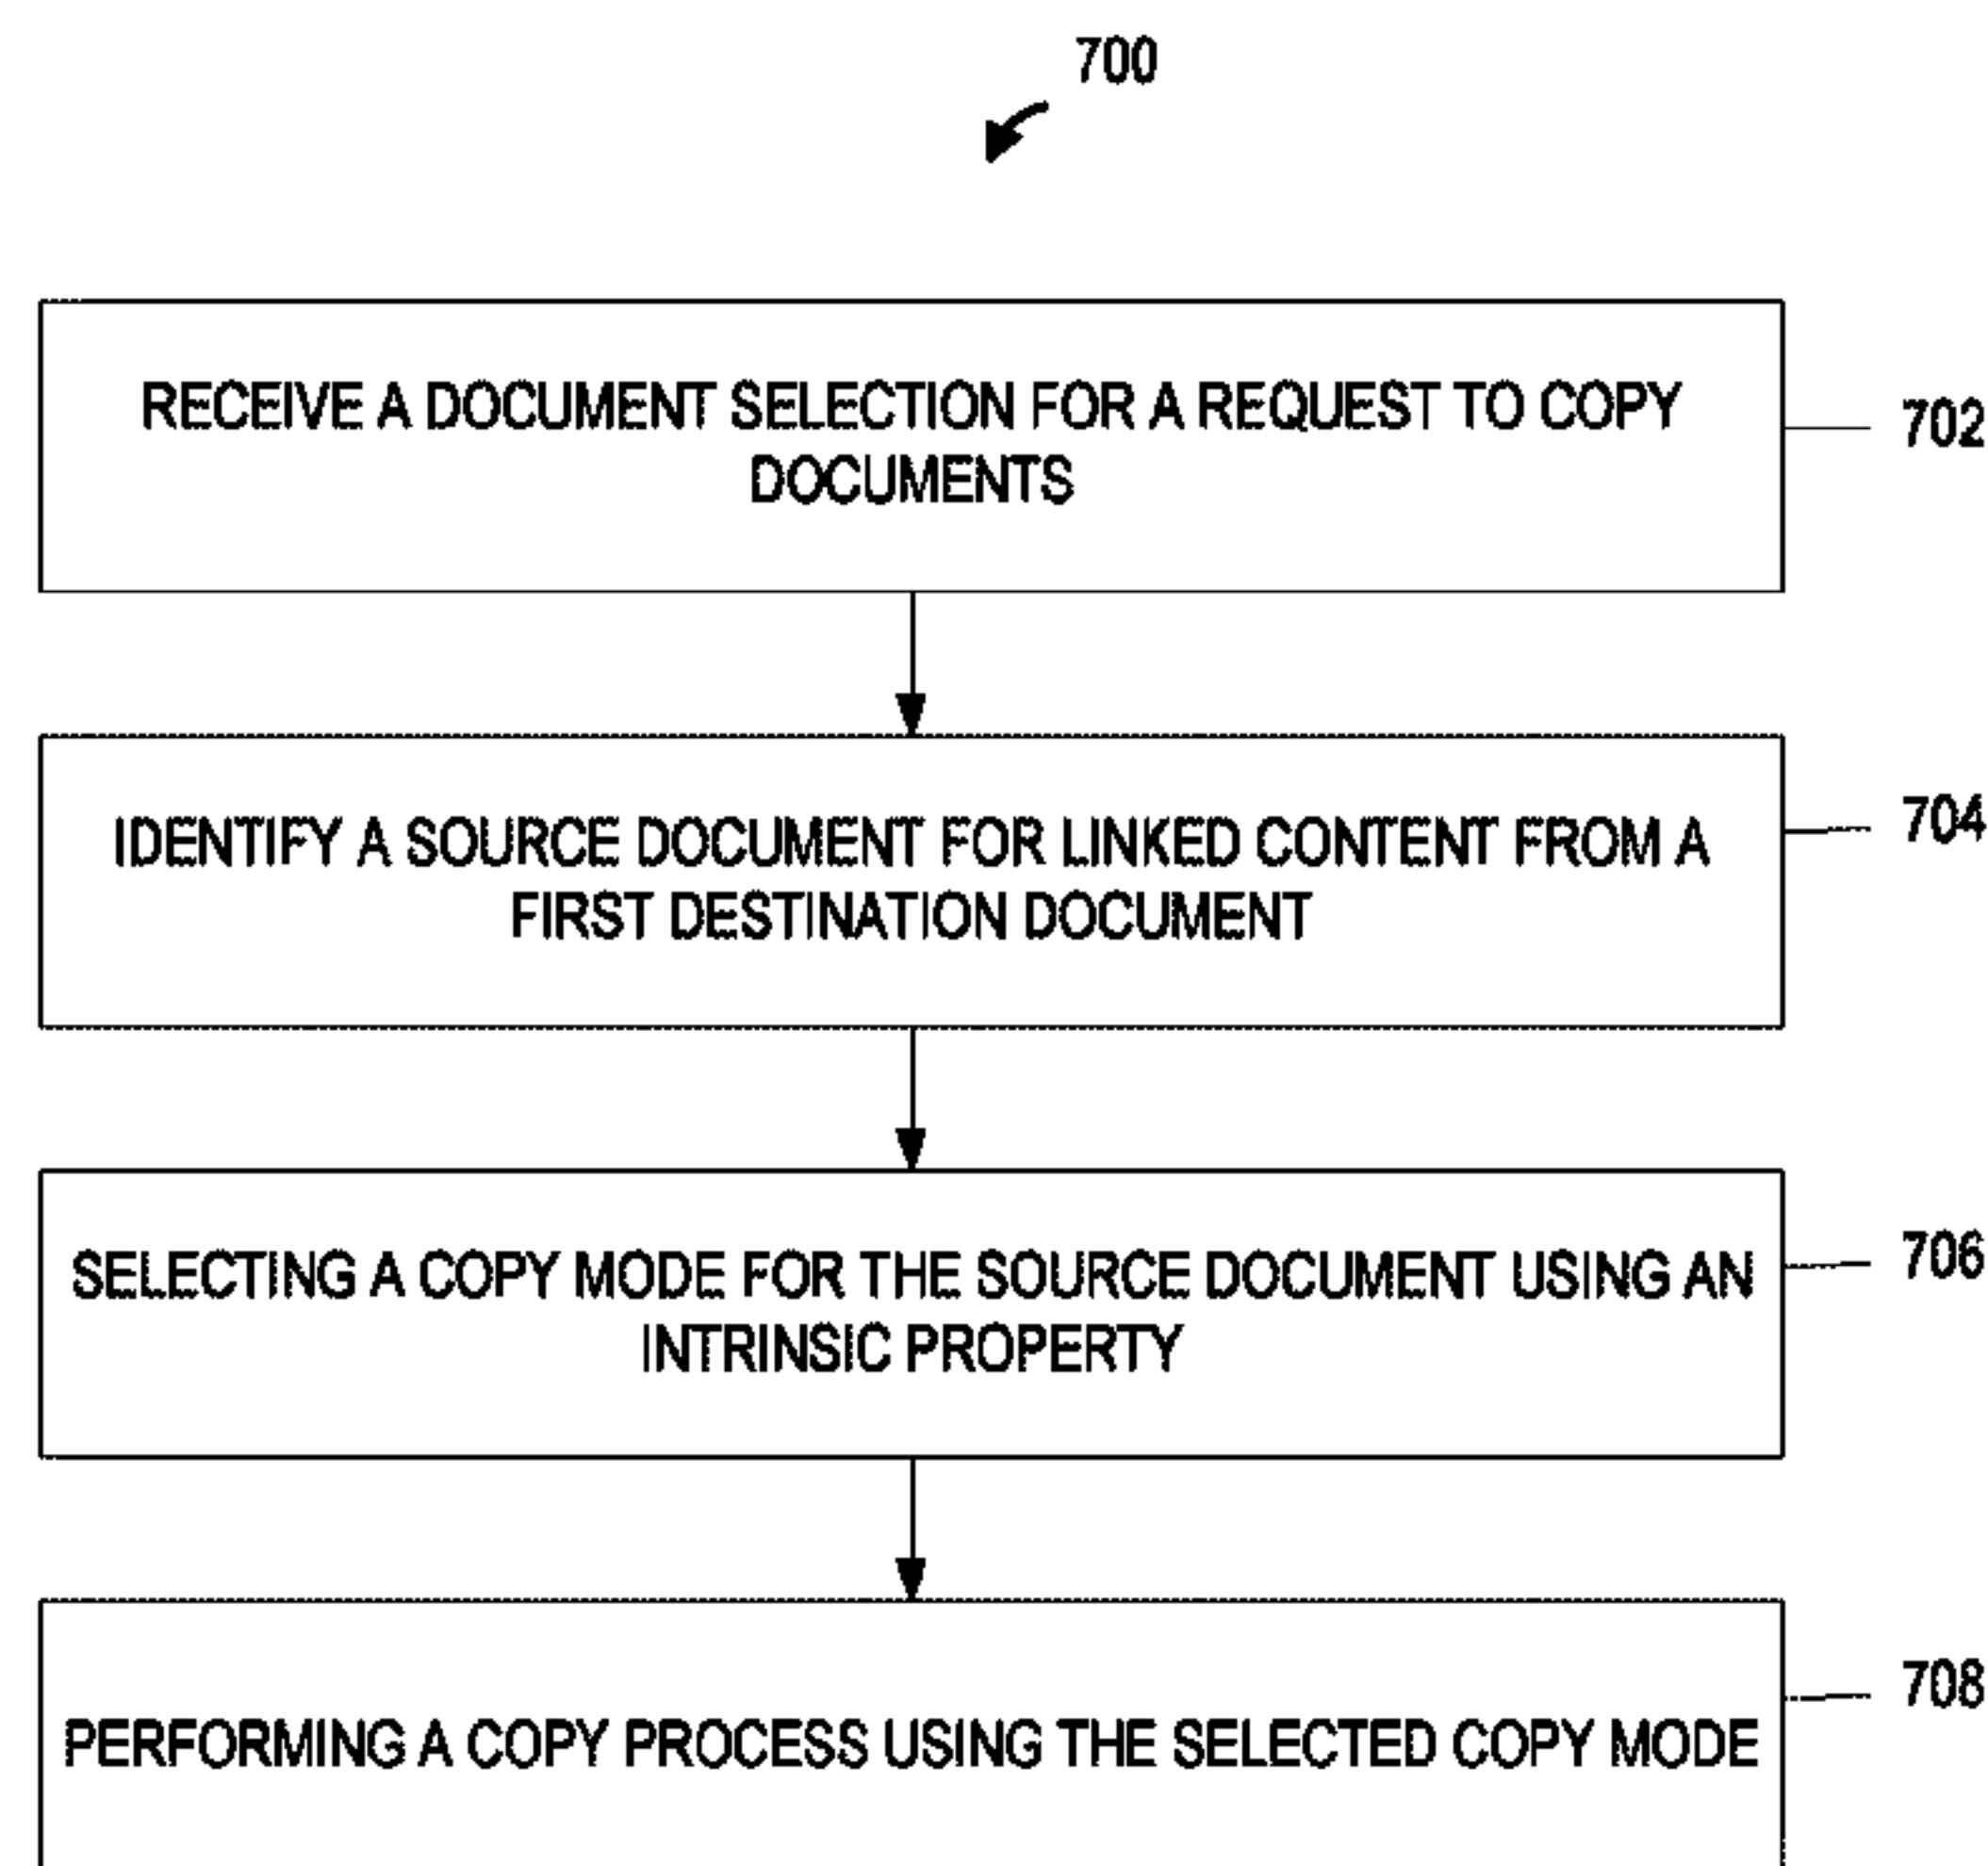 700
RECEIVE A DOCUMENT SELECTION FOR A REQUEST TO COPY
DOCUMENTS
702
IDENTIFY A SOURCE DOCUMENT FOR LINKED CONTENT FROM A
FIRST DESTINATION DOCUMENT
704
SELECTING A COPY MODE FOR THE SOURCE DOCUMENT USING AN
INTRINSIC PROPERTY
706
PERFORMING A COPY PROCESS USING THE SELECTED COPY MODE
708